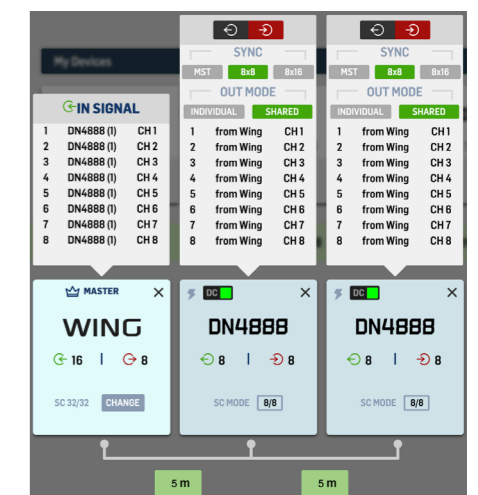 My Devices
IN SIGNAL
1 DN4888 (1) CH 1
2 DN4888 (1) CH 2
3 DN4888 (1) CH 3
4 DN4888 (1) CH 4
5 DN4888 (1) CH 5
6 DN4888 (1) CH 6
7 DN4888 (1) CH 7
8 DN4888 (1) CH 8
SYNC
MST 8x8 8x16
OUT MODE
INDIVIDUAL SHARED
1 from Wing CH 1
2 from Wing CH 2
3 from Wing CH 3
4 from Wing CH 4
5 from Wing CH 5
6 from Wing CH 6
7 from Wing CH 7
8 from Wing CH 8
SYNC
MST 8x8 8x16
OUT MODE
INDIVIDUAL SHARED
1 from Wing CH 1
2 from Wing CH 2
3 from Wing CH 3
4 from Wing CH 4
5 from Wing CH 5
6 from Wing CH 6
7 from Wing CH 7
8 from Wing CH 8
MASTER
WING
16 | 8
SC 32/32 CHANGE
DC
DN4888
8 | 8
SC MODE 8/8
DC
DN4888
8 | 8
SC MODE 8/8
5 m
5 m